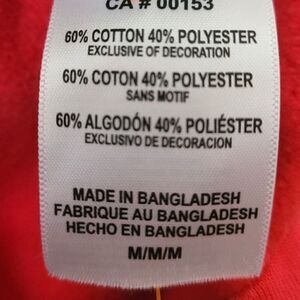 CA # 00153
60% COTTON 40% POLYESTER
EXCLUSIVE OF DECORATION
60% COTON 40% POLYESTER
SANS MOTIF
60% ALGODÓN 40% POLIÉSTER
EXCLUSIVO DE DECORACION
MADE IN BANGLADESH
FABRIQUE AU BANGLADESH
HECHO EN BANGLADESH
M/M/M